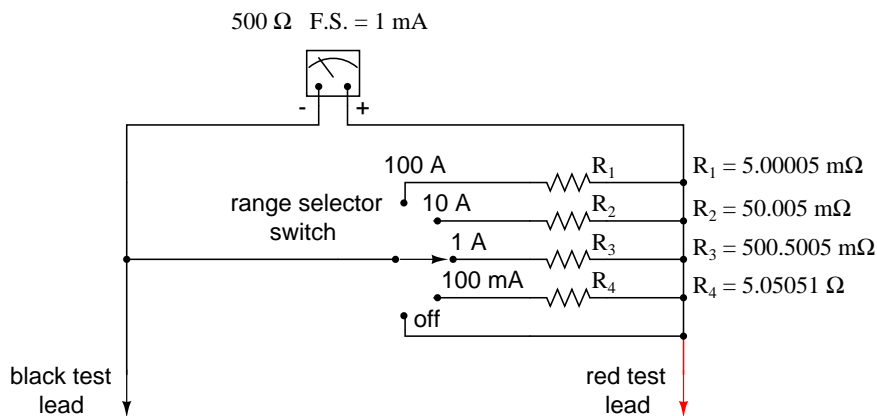 500 Ω F.S. = 1 mA
- +
100 A R₁ R₁ = 5.00005 mΩ
range selector
switch
10 A R₂ R₂ = 50.005 mΩ
1 A R₃ R₃ = 500.5005 mΩ
100 mA R₄ R₄ = 5.05051 Ω
off
black test
lead
red test
lead